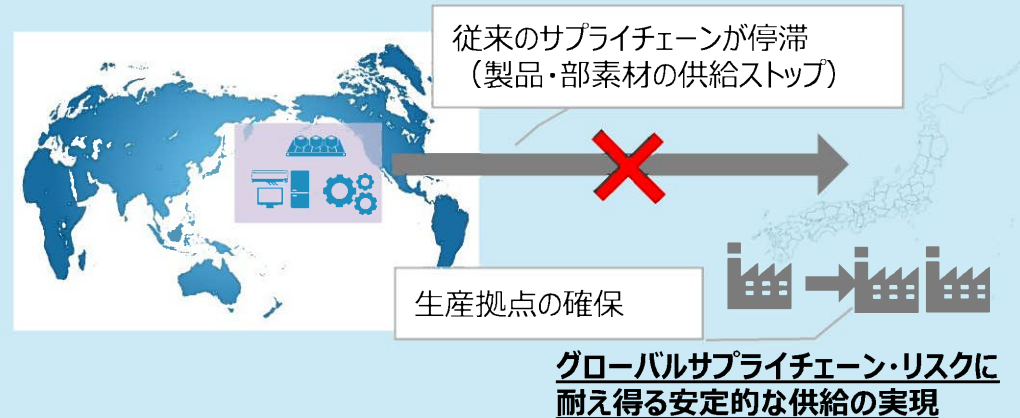 従来のサプライチェーンが停滞
（製品・部素材の供給ストップ）
生産拠点の確保
グローバルサプライチェーン・リスクに
耐え得る安定的な供給の実現